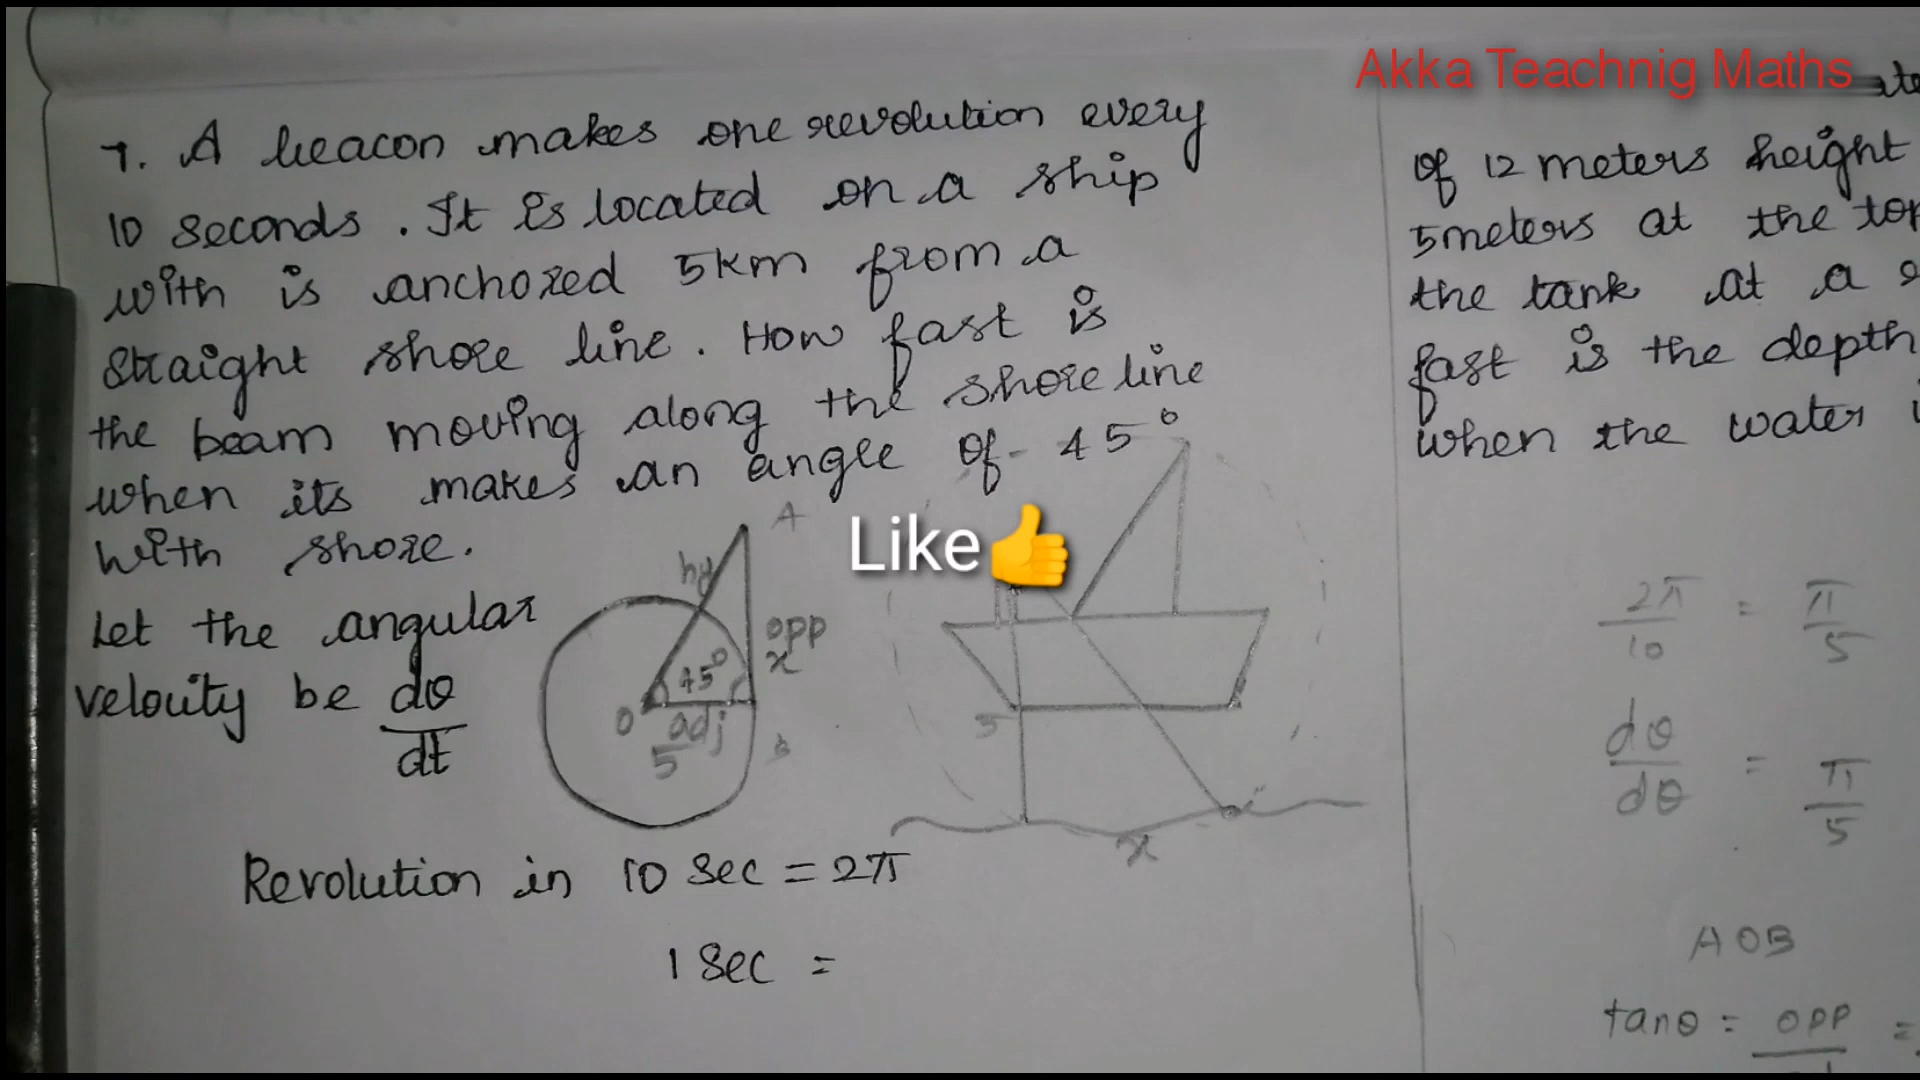 Akka Teachnig Maths
7. A beacon makes one revolution every
10 seconds. It is located on a ship
with is anchored 5km from a
straight shore line. How fast is
the beam moving along the shore line
when its makes an angle of 45°
with shore.
Let the angular
velocity be dθ
dt
A
hy
opp
x
45°
O
adj
5
B
Like👍
5
x
Revolution in 10 Sec = 2π
1 Sec =
of 12 meters height
5meters at the
the tank at a
fast is the depth
when the water
2π = π
10 5
dθ = π
dθ 5
AOB
tanθ = opp =